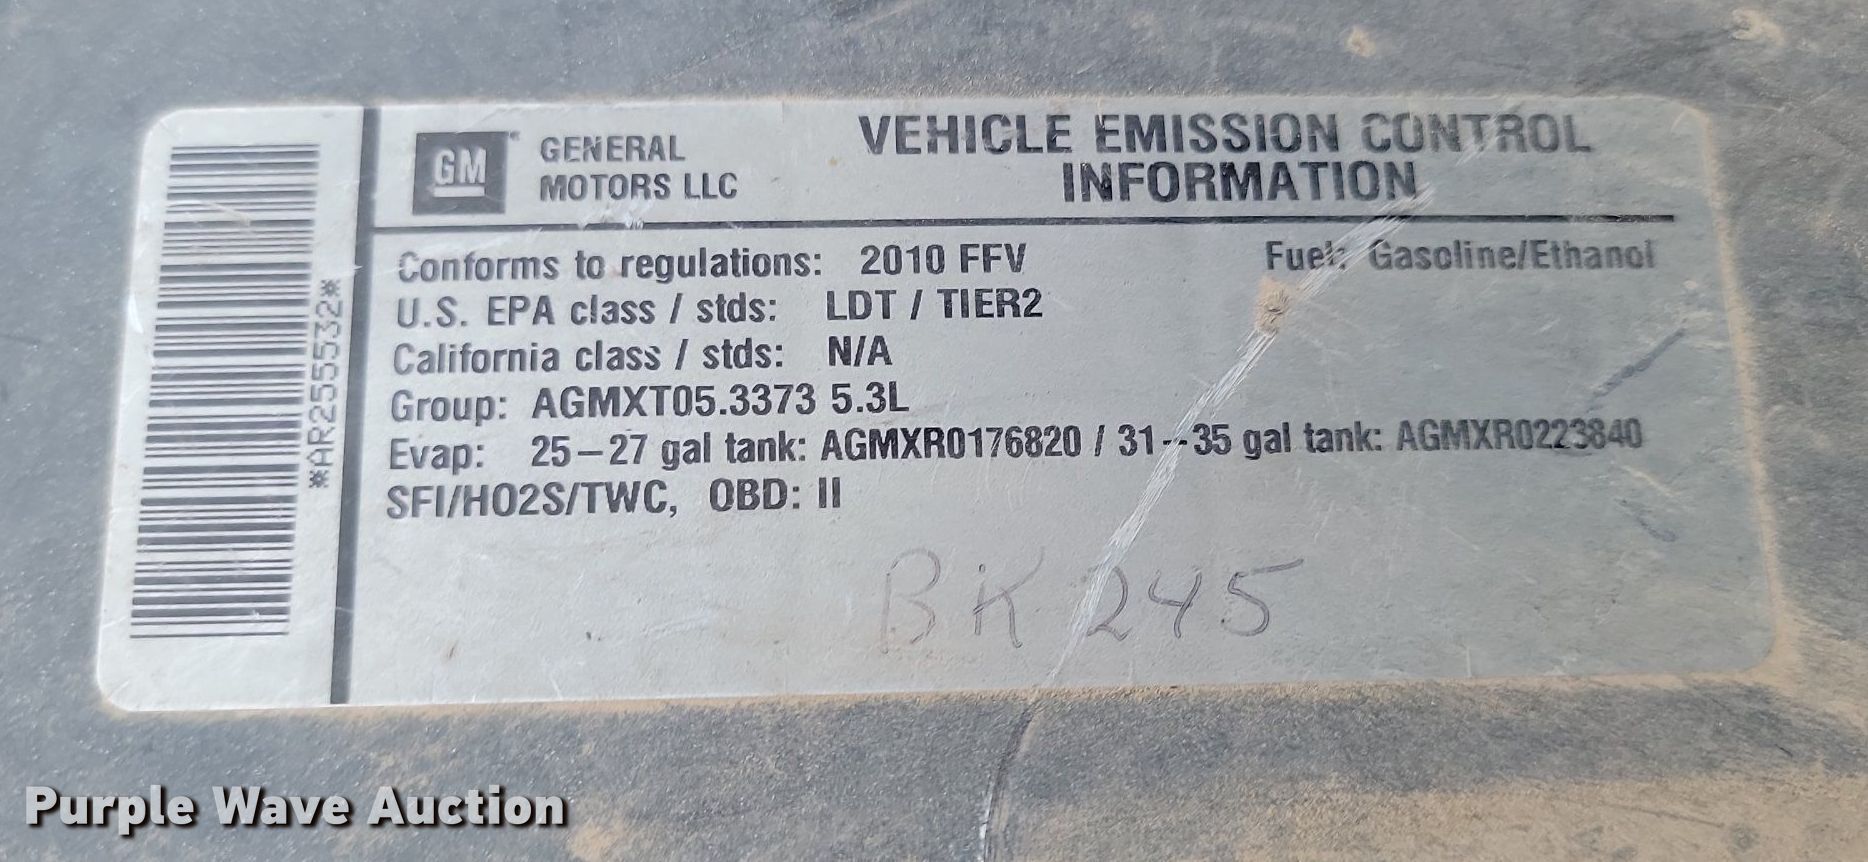 GM
GENERAL
MOTORS LLC
VEHICLE EMISSION CONTROL
INFORMATION
Conforms to regulations: 2010 FFV
Fuel: Gasoline/Ethanol
U.S. EPA class / stds: LDT / TIER2
California class / stds: N/A
Group: AGMXT05.3373 5.3L
Evap: 25–27 gal tank: AGMXR0176820 / 31–35 gal tank: AGMXR0223840
SFI/HO2S/TWC, OBD: II
*AR255532*
BK 245
Purple Wave Auction